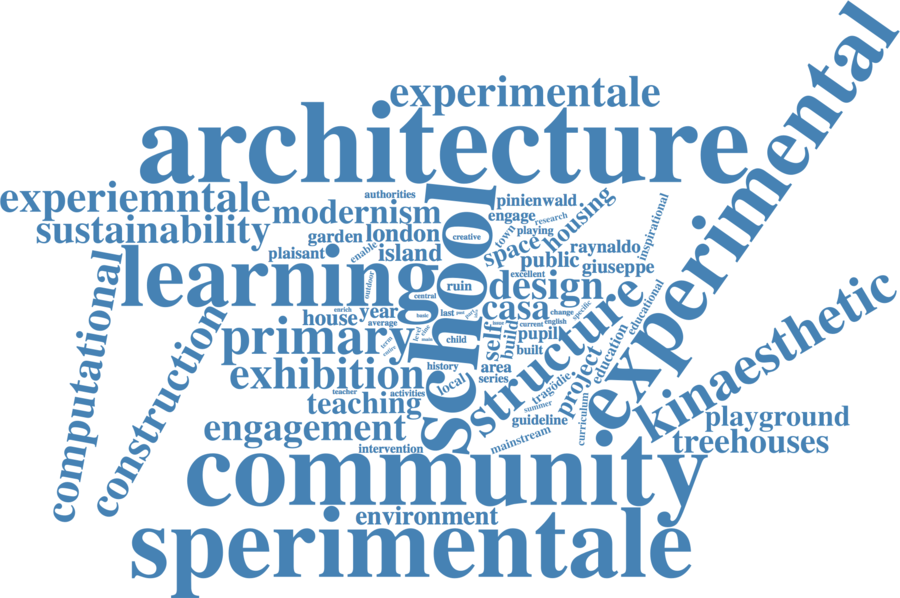 experimental
experimentale
architecture
authorities
experiemntale
modernism
pinienwald
housing
inspirational
engage
research
sustainability
garden
london
creative
town
playing
plaisant
enable
island
space
public
raynaldo
giuseppe
school
learning
outdoor
ruin
excellent
design
central
casa
specific
educational
computational
construction
enrich
house
year
basic
last
change
average
current
english
primary
self
build
pupil
structure
education
term
entire
child
built
exhibition
history
area
series
project
kinaesthetic
local
tragödie
teacher
activities
teaching
summer
curriculum
playground
engagement
guideline
mainstream
treehouses
intervention
community
environment
sperimentale